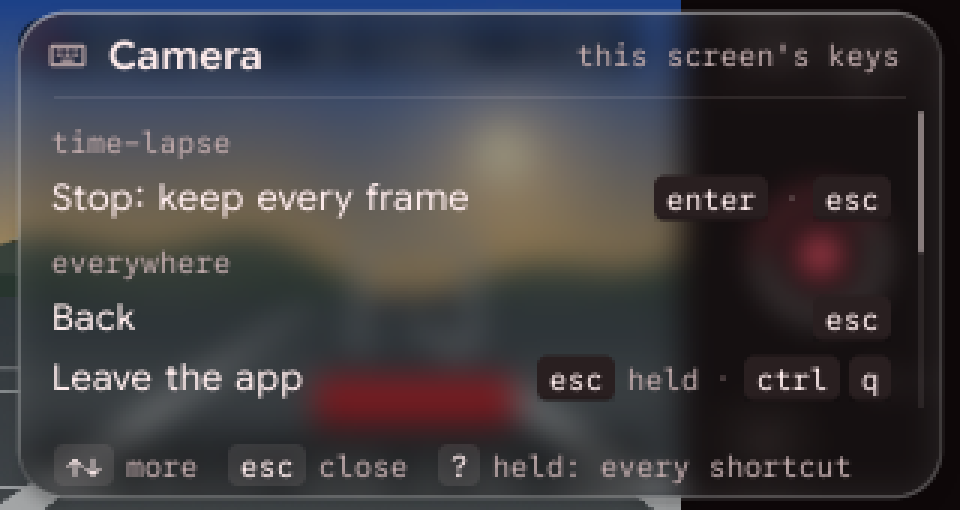 Camera this screen's keys
time-lapse
Stop: keep every frame enter · esc
everywhere
Back esc
Leave the app esc held · ctrl q
↑↓ more esc close ? held: every shortcut